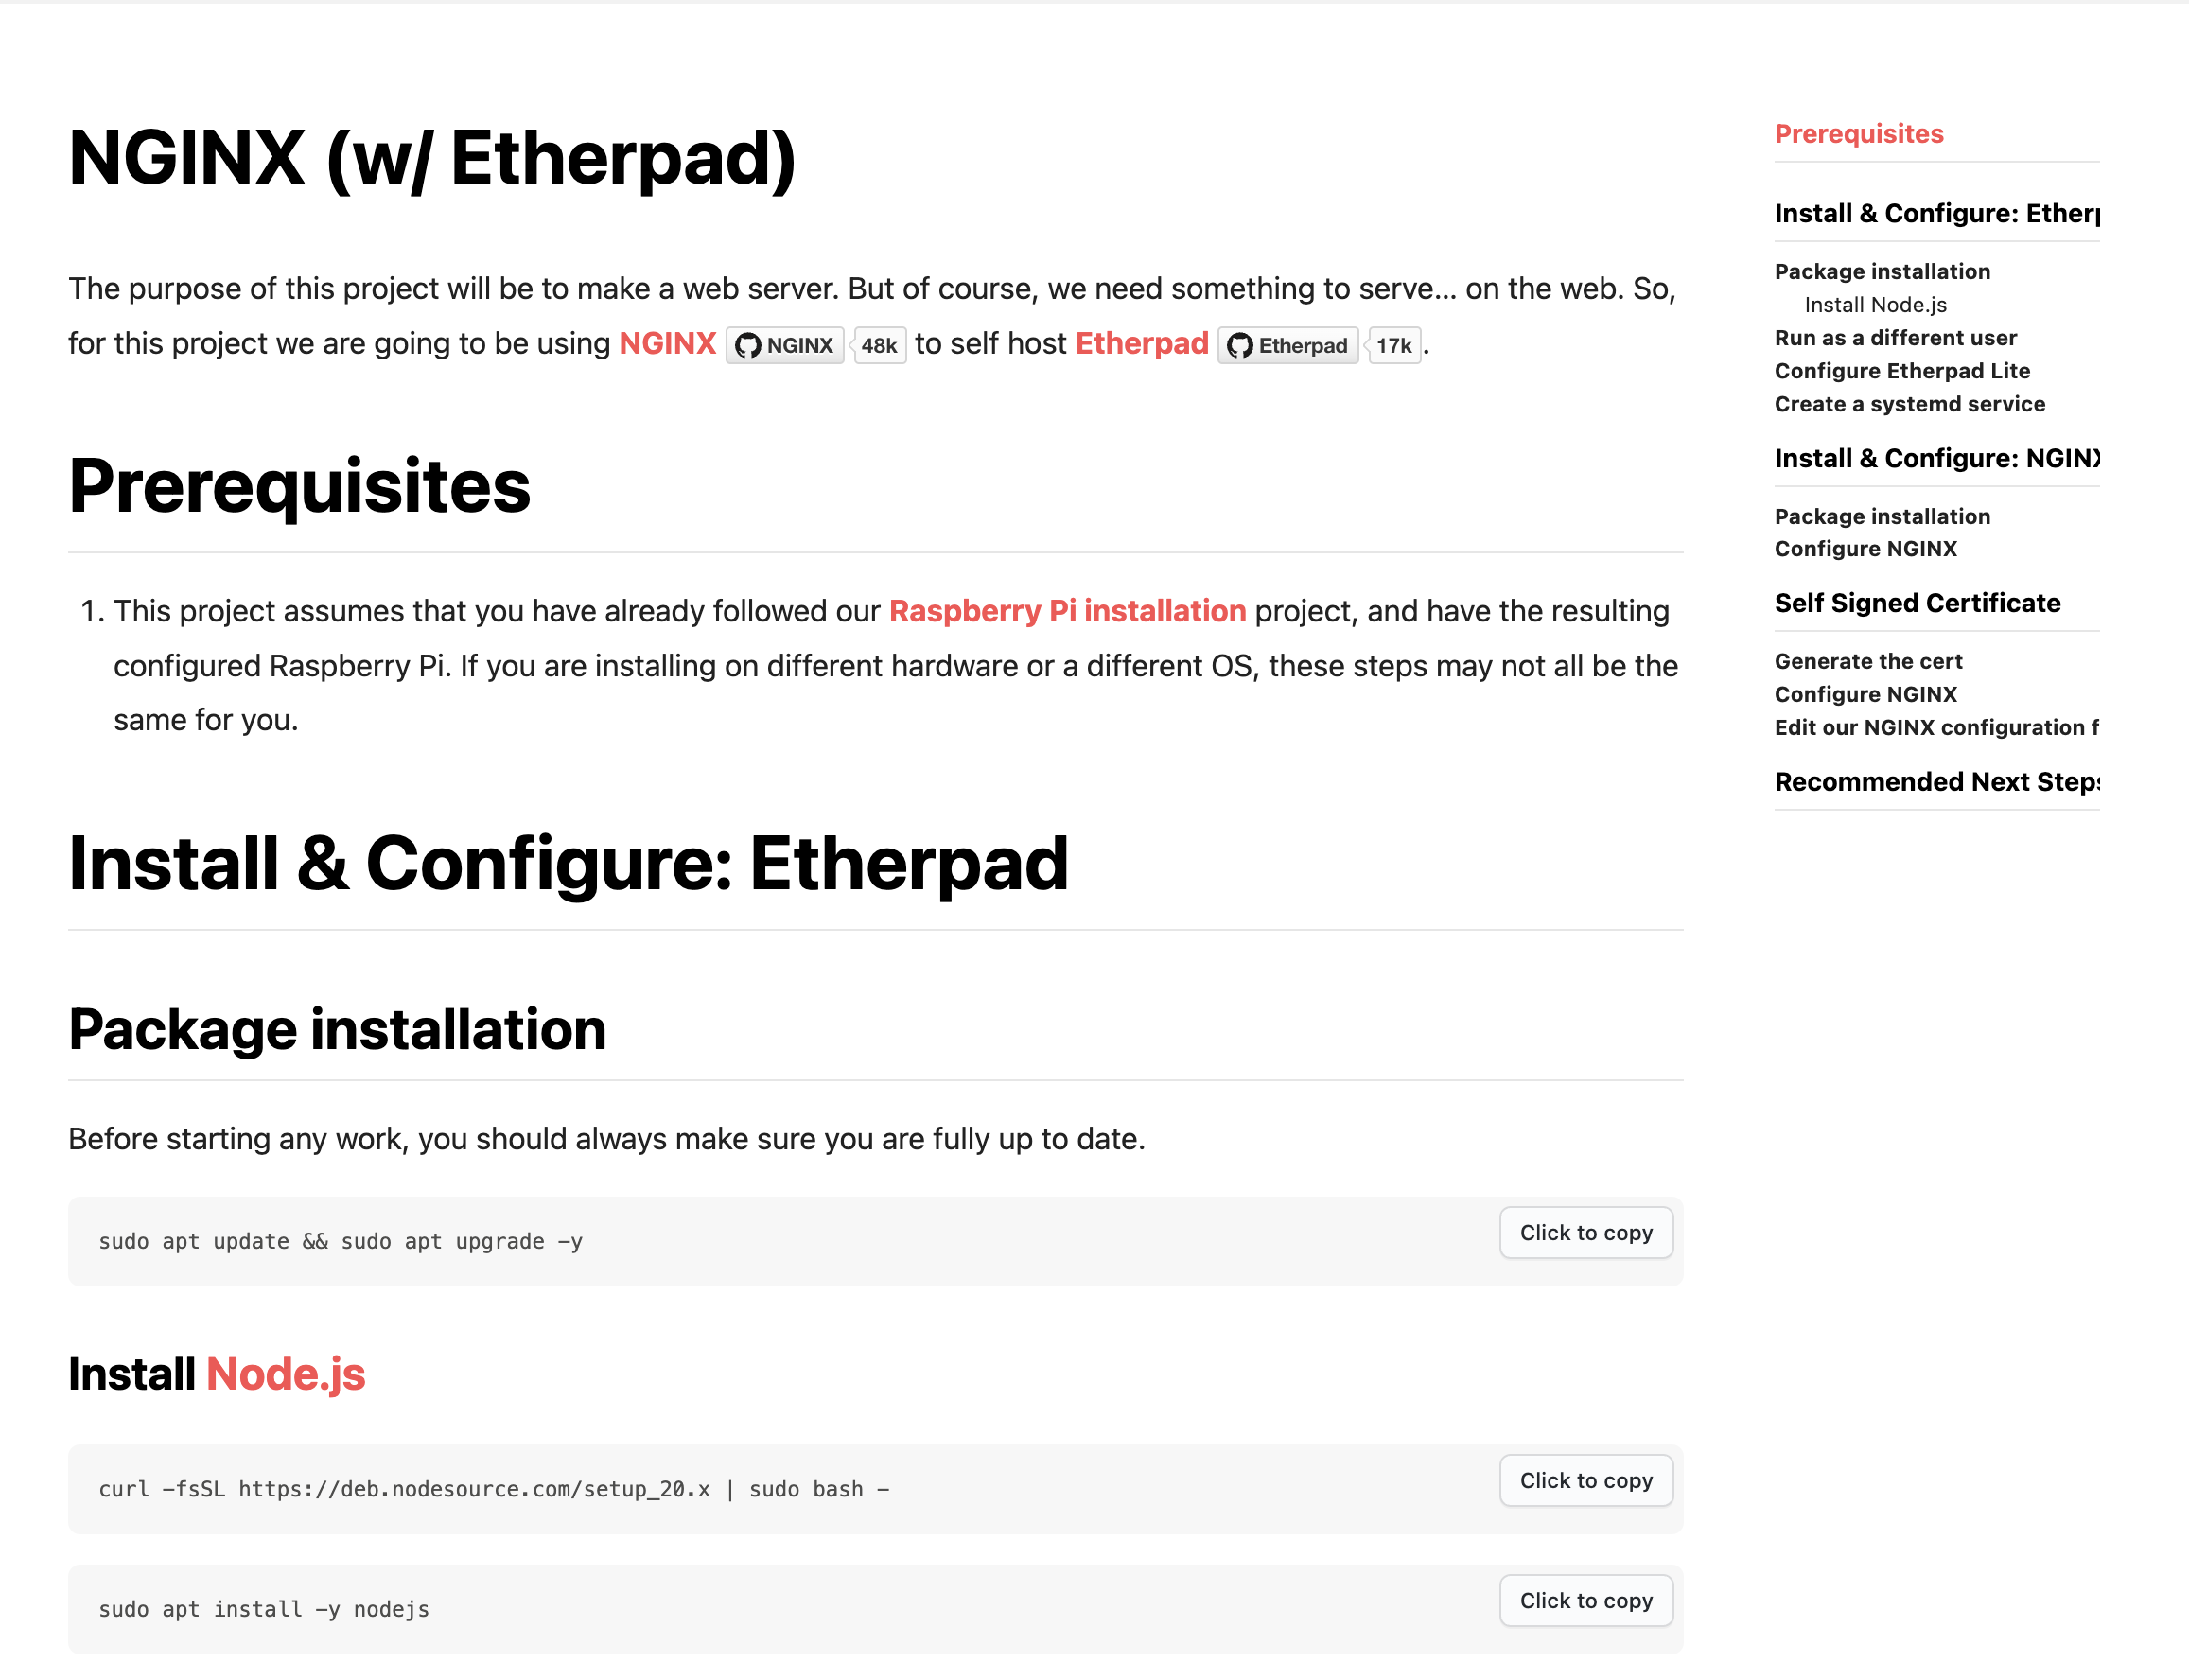 NGINX (w/ Etherpad)
The purpose of this project will be to make a web server. But of course, we need something to serve... on the web. So,
for this project we are going to be using NGINX NGINX 48k to self host Etherpad Etherpad 17k.
Prerequisites
1. This project assumes that you have already followed our Raspberry Pi installation project, and have the resulting
configured Raspberry Pi. If you are installing on different hardware or a different OS, these steps may not all be the
same for you.
Install & Configure: Etherpad
Package installation
Before starting any work, you should always make sure you are fully up to date.
sudo apt update && sudo apt upgrade -y
Click to copy
Install Node.js
curl -fsSL https://deb.nodesource.com/setup_20.x | sudo bash -
Click to copy
sudo apt install -y nodejs
Click to copy
Prerequisites
Install & Configure: Etherp
Package installation
Install Node.js
Run as a different user
Configure Etherpad Lite
Create a systemd service
Install & Configure: NGINX
Package installation
Configure NGINX
Self Signed Certificate
Generate the cert
Configure NGINX
Edit our NGINX configuration f
Recommended Next Steps